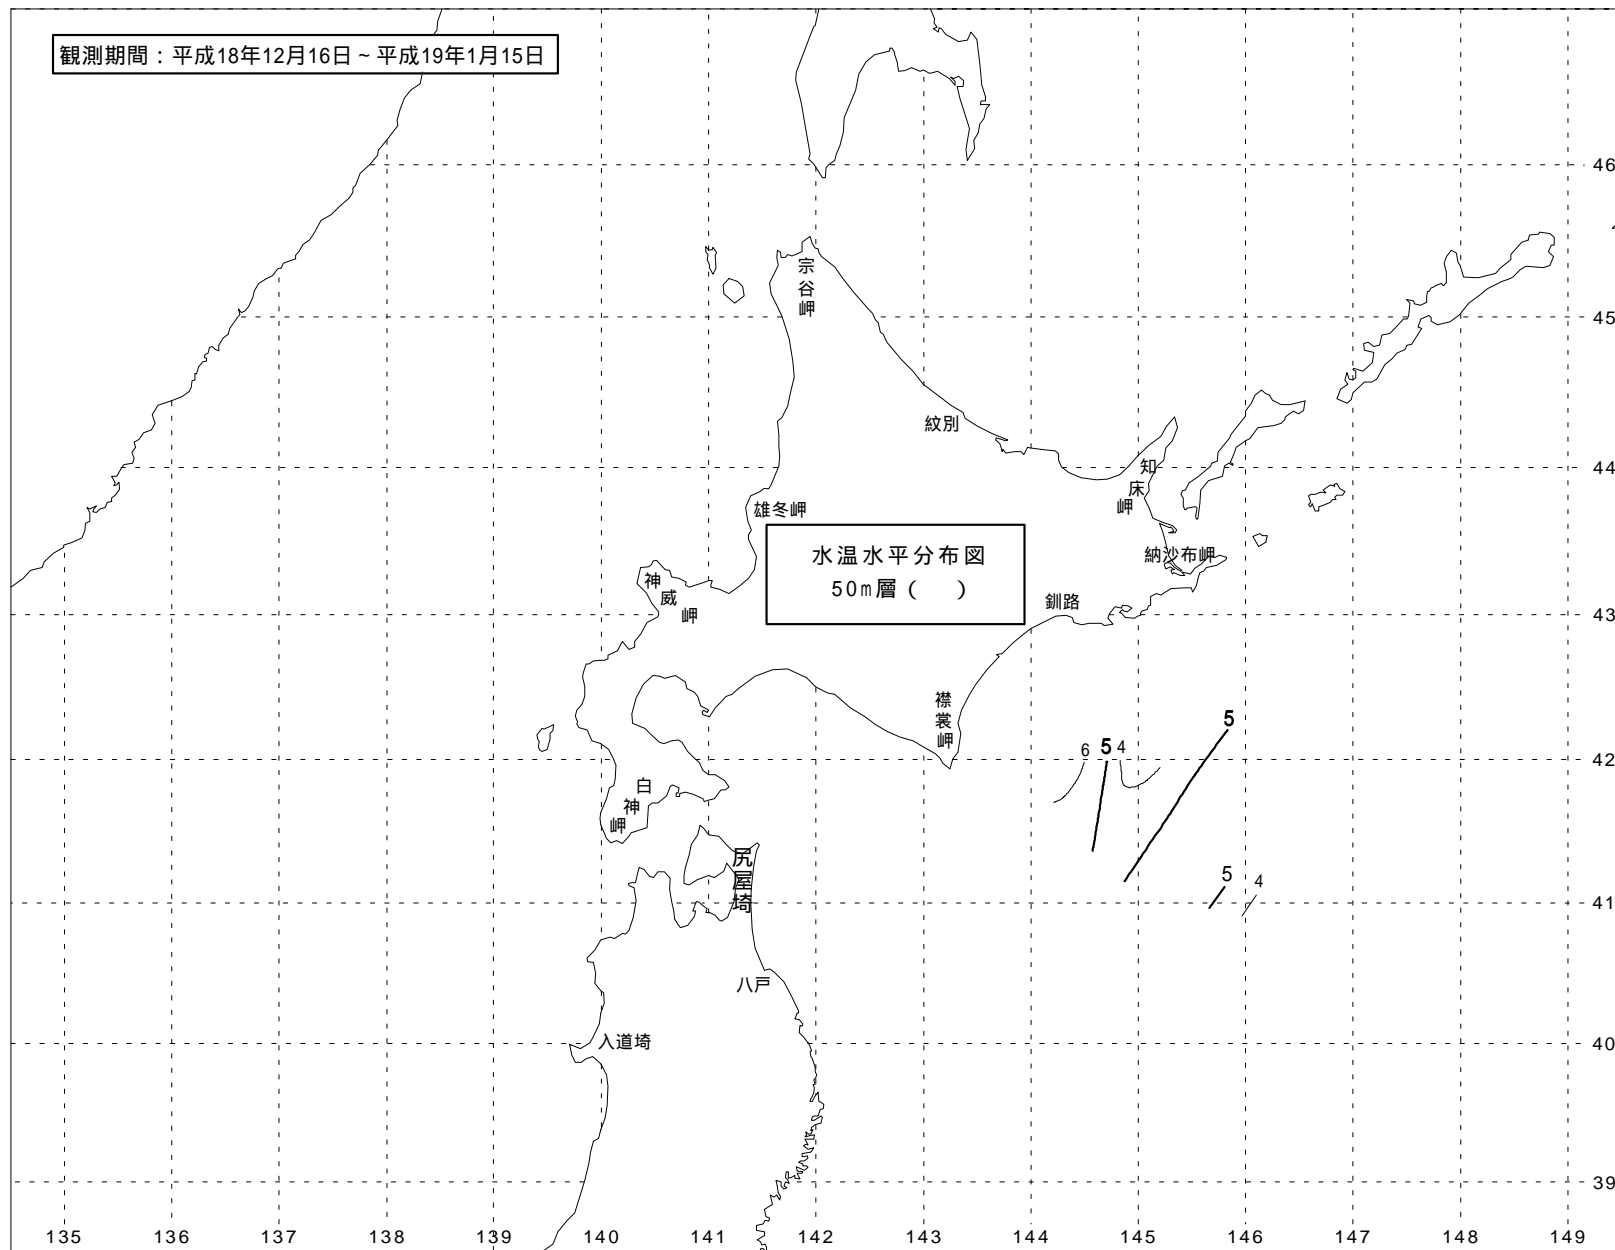 観測期間：平成18年12月16日～平成19年1月15日
46
宗谷岬
45
紋別
44
知床岬
雄冬岬
水温水平分布図
50m層（　）
納沙布岬
神威岬
釧路
43
襟裳岬
5
42
6 5 4
白神岬
尻屋埼
5 4
41
八戸
入道埼
40
39
135 136 137 138 139 140 141 142 143 144 145 146 147 148 149